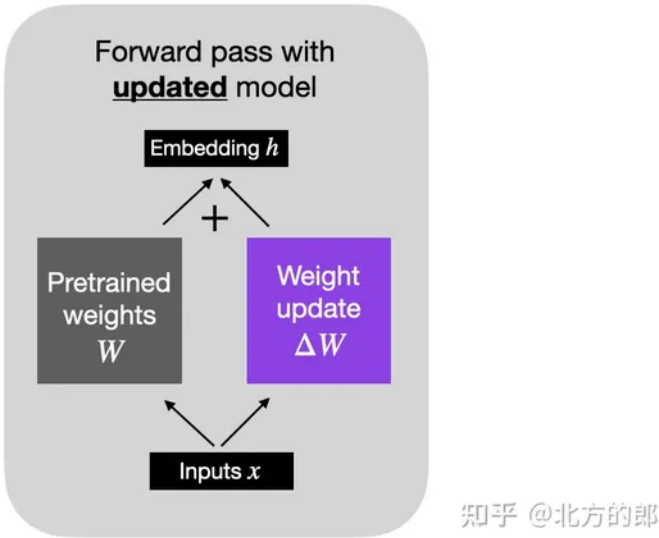 Forward pass with
updated model
Embedding h
+
Pretrained
weights
W
Weight
update
ΔW
Inputs x
知乎 @北方的郎